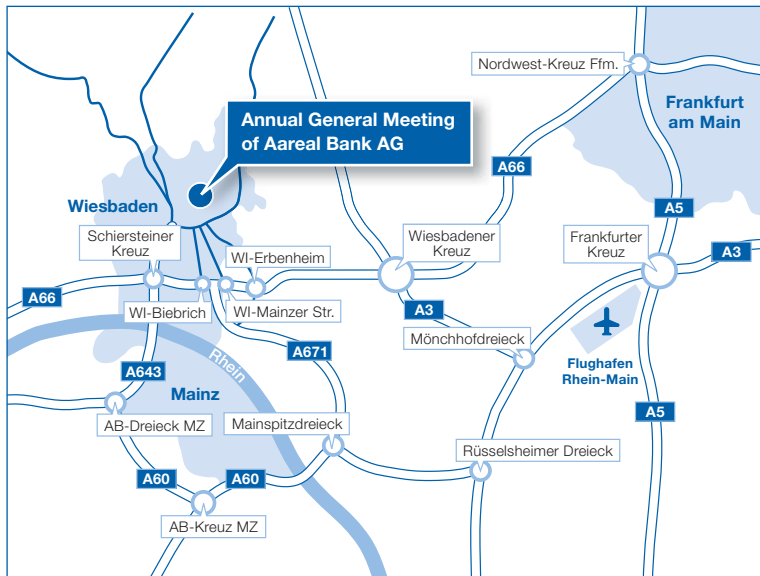 Nordwest-Kreuz Ffm.
Frankfurt
am Main
Annual General Meeting
of Aareal Bank AG
A66
Wiesbaden
A5
Schiersteiner
Kreuz
WI-Erbenheim
Wiesbadener
Kreuz
Frankfurter
Kreuz
A3
A66
WI-Biebrich
WI-Mainzer Str.
A3
Mönchhofdreieck
Rhein
A671
Flughafen
Rhein-Main
A643
Mainz
A5
AB-Dreieck MZ
Mainspitzdreieck
Rüsselsheimer Dreieck
A60
A60
AB-Kreuz MZ